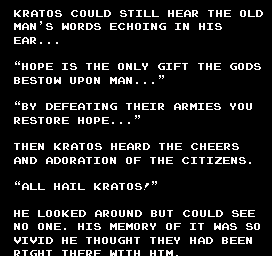 KRATOS COULD STILL HEAR THE OLD
MAN'S WORDS ECHOING IN HIS
EAR...
“HOPE IS THE ONLY GIFT THE GODS
BESTOW UPON MAN...”
“BY DEFEATING THEIR ARMIES YOU
RESTORE HOPE...”
THEN KRATOS HEARD THE CHEERS
AND ADORATION OF THE CITIZENS.
“ALL HAIL KRATOS!”
HE LOOKED AROUND BUT COULD SEE
NO ONE. HIS MEMORY OF IT WAS SO
VIVID HE THOUGHT THEY HAD BEEN
RIGHT THERE WITH HIM.